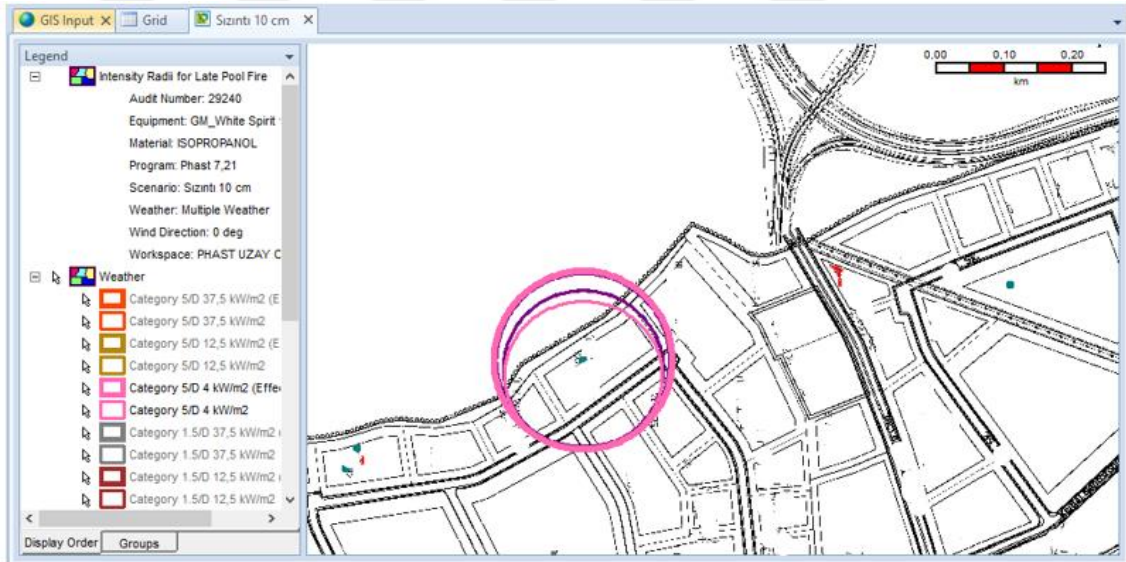 GIS Input
Grid
Sızıntı 10 cm
Legend
Intensity Radii for Late Pool Fire
Audit Number: 29240
Equipment: GM_White Spirit
Material: ISOPROPANOL
Program: Phast 7,21
Scenario: Sızıntı 10 cm
Weather: Multiple Weather
Wind Direction: 0 deg
Workspace: PHAST UZAY C
Weather
Category 5/D 37,5 kW/m2 (E
Category 5/D 37,5 kW/m2
Category 5/D 12,5 kW/m2 (E
Category 5/D 12,5 kW/m2
Category 5/D 4 kW/m2 (Effe
Category 5/D 4 kW/m2
Category 1.5/D 37,5 kW/m2 (
Category 1.5/D 37,5 kW/m2
Category 1.5/D 12,5 kW/m2 (
Category 1.5/D 12,5 kW/m2
Display Order
Groups
0,00 0,10 0,20
km